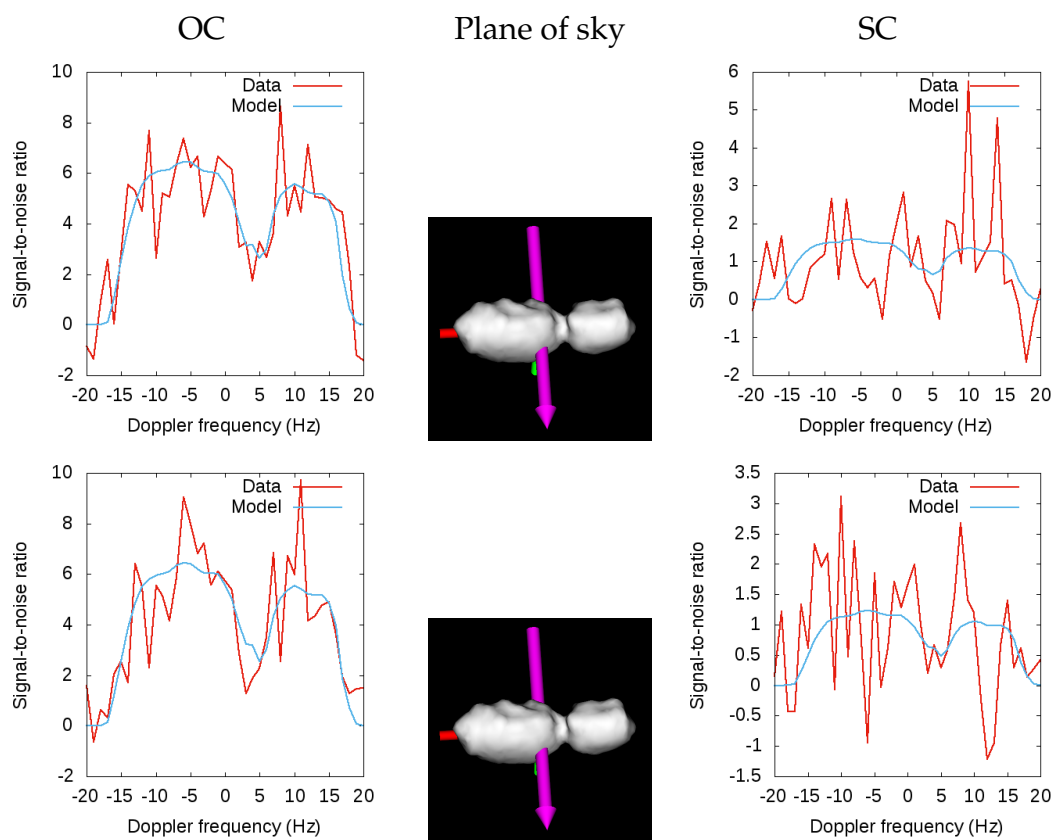 OC Plane of sky SC
10
8
6
4
2
0
-2
-20 -15 -10 -5 0 5 10 15 20
Signal-to-noise ratio
Doppler frequency (Hz)
Data
Model
6
5
4
3
2
1
0
-1
-2
-20 -15 -10 -5 0 5 10 15 20
Signal-to-noise ratio
Doppler frequency (Hz)
Data
Model
10
8
6
4
2
0
-2
-20 -15 -10 -5 0 5 10 15 20
Signal-to-noise ratio
Doppler frequency (Hz)
Data
Model
3.5
3
2.5
2
1.5
1
0.5
0
-0.5
-1
-1.5
-20 -15 -10 -5 0 5 10 15 20
Signal-to-noise ratio
Doppler frequency (Hz)
Data
Model